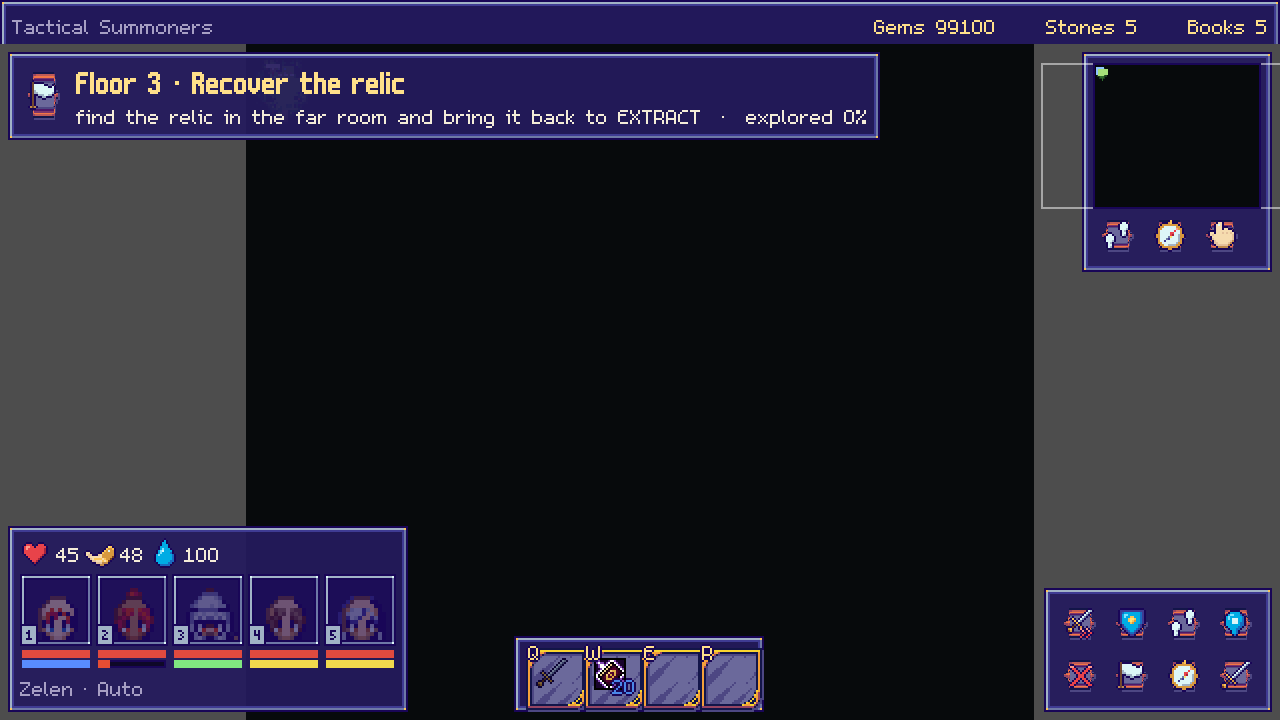 Tactical Summoners
Gems 99100 Stones 5 Books 5
Floor 3 · Recover the relic
find the relic in the far room and bring it back to EXTRACT · explored 0%
45 48 100
1 2 3 4 5
Zelen · Auto
Q W E R
20